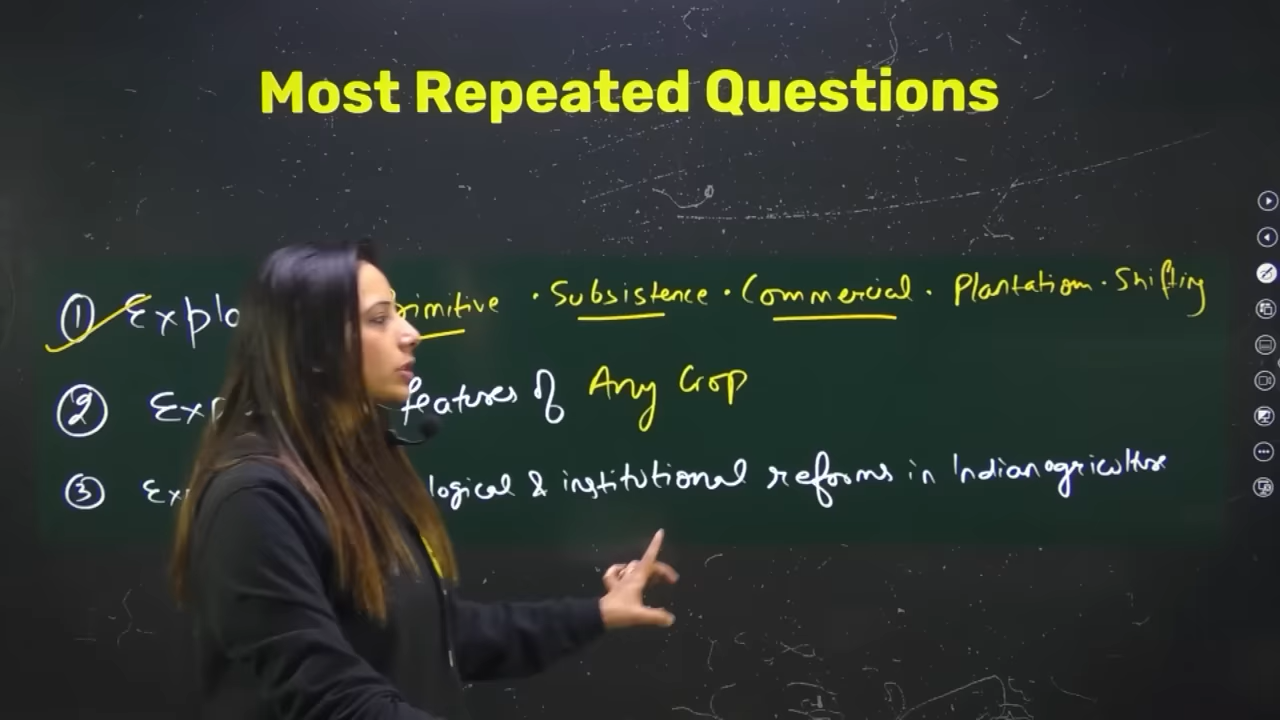 Most Repeated Questions
① Explo rimitive · Subsistence · Commercial · Plantation · Shifting
② Exp features of Any Crop
③ Ex logical & institutional reforms in Indian agriculture